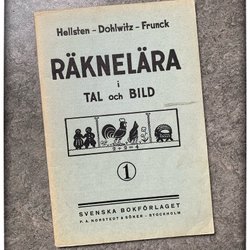 Hellsten - Dohlwitz - Frunck
RÄKNELÄRA
i
TAL och BILD
1
SVENSKA BOKFÖRLAGET
P. A. NORSTEDT & SÖNER - STOCKHOLM